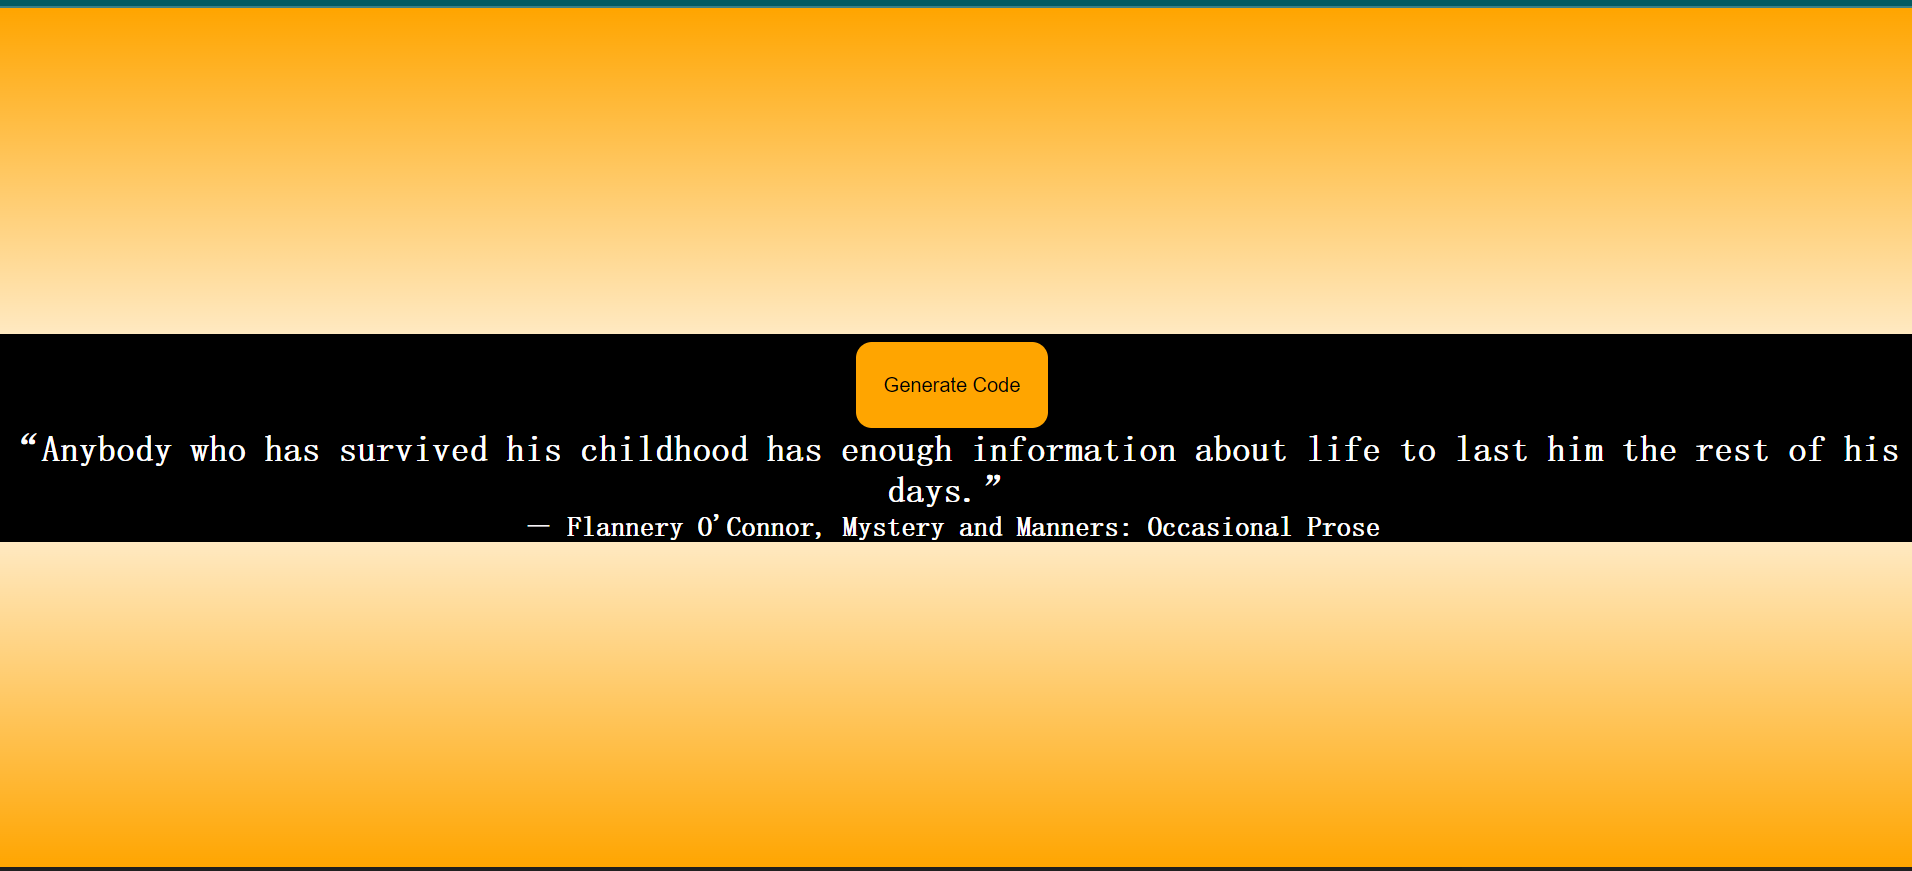 Generate Code
“Anybody who has survived his childhood has enough information about life to last him the rest of his
days.”
― Flannery O'Connor, Mystery and Manners: Occasional Prose